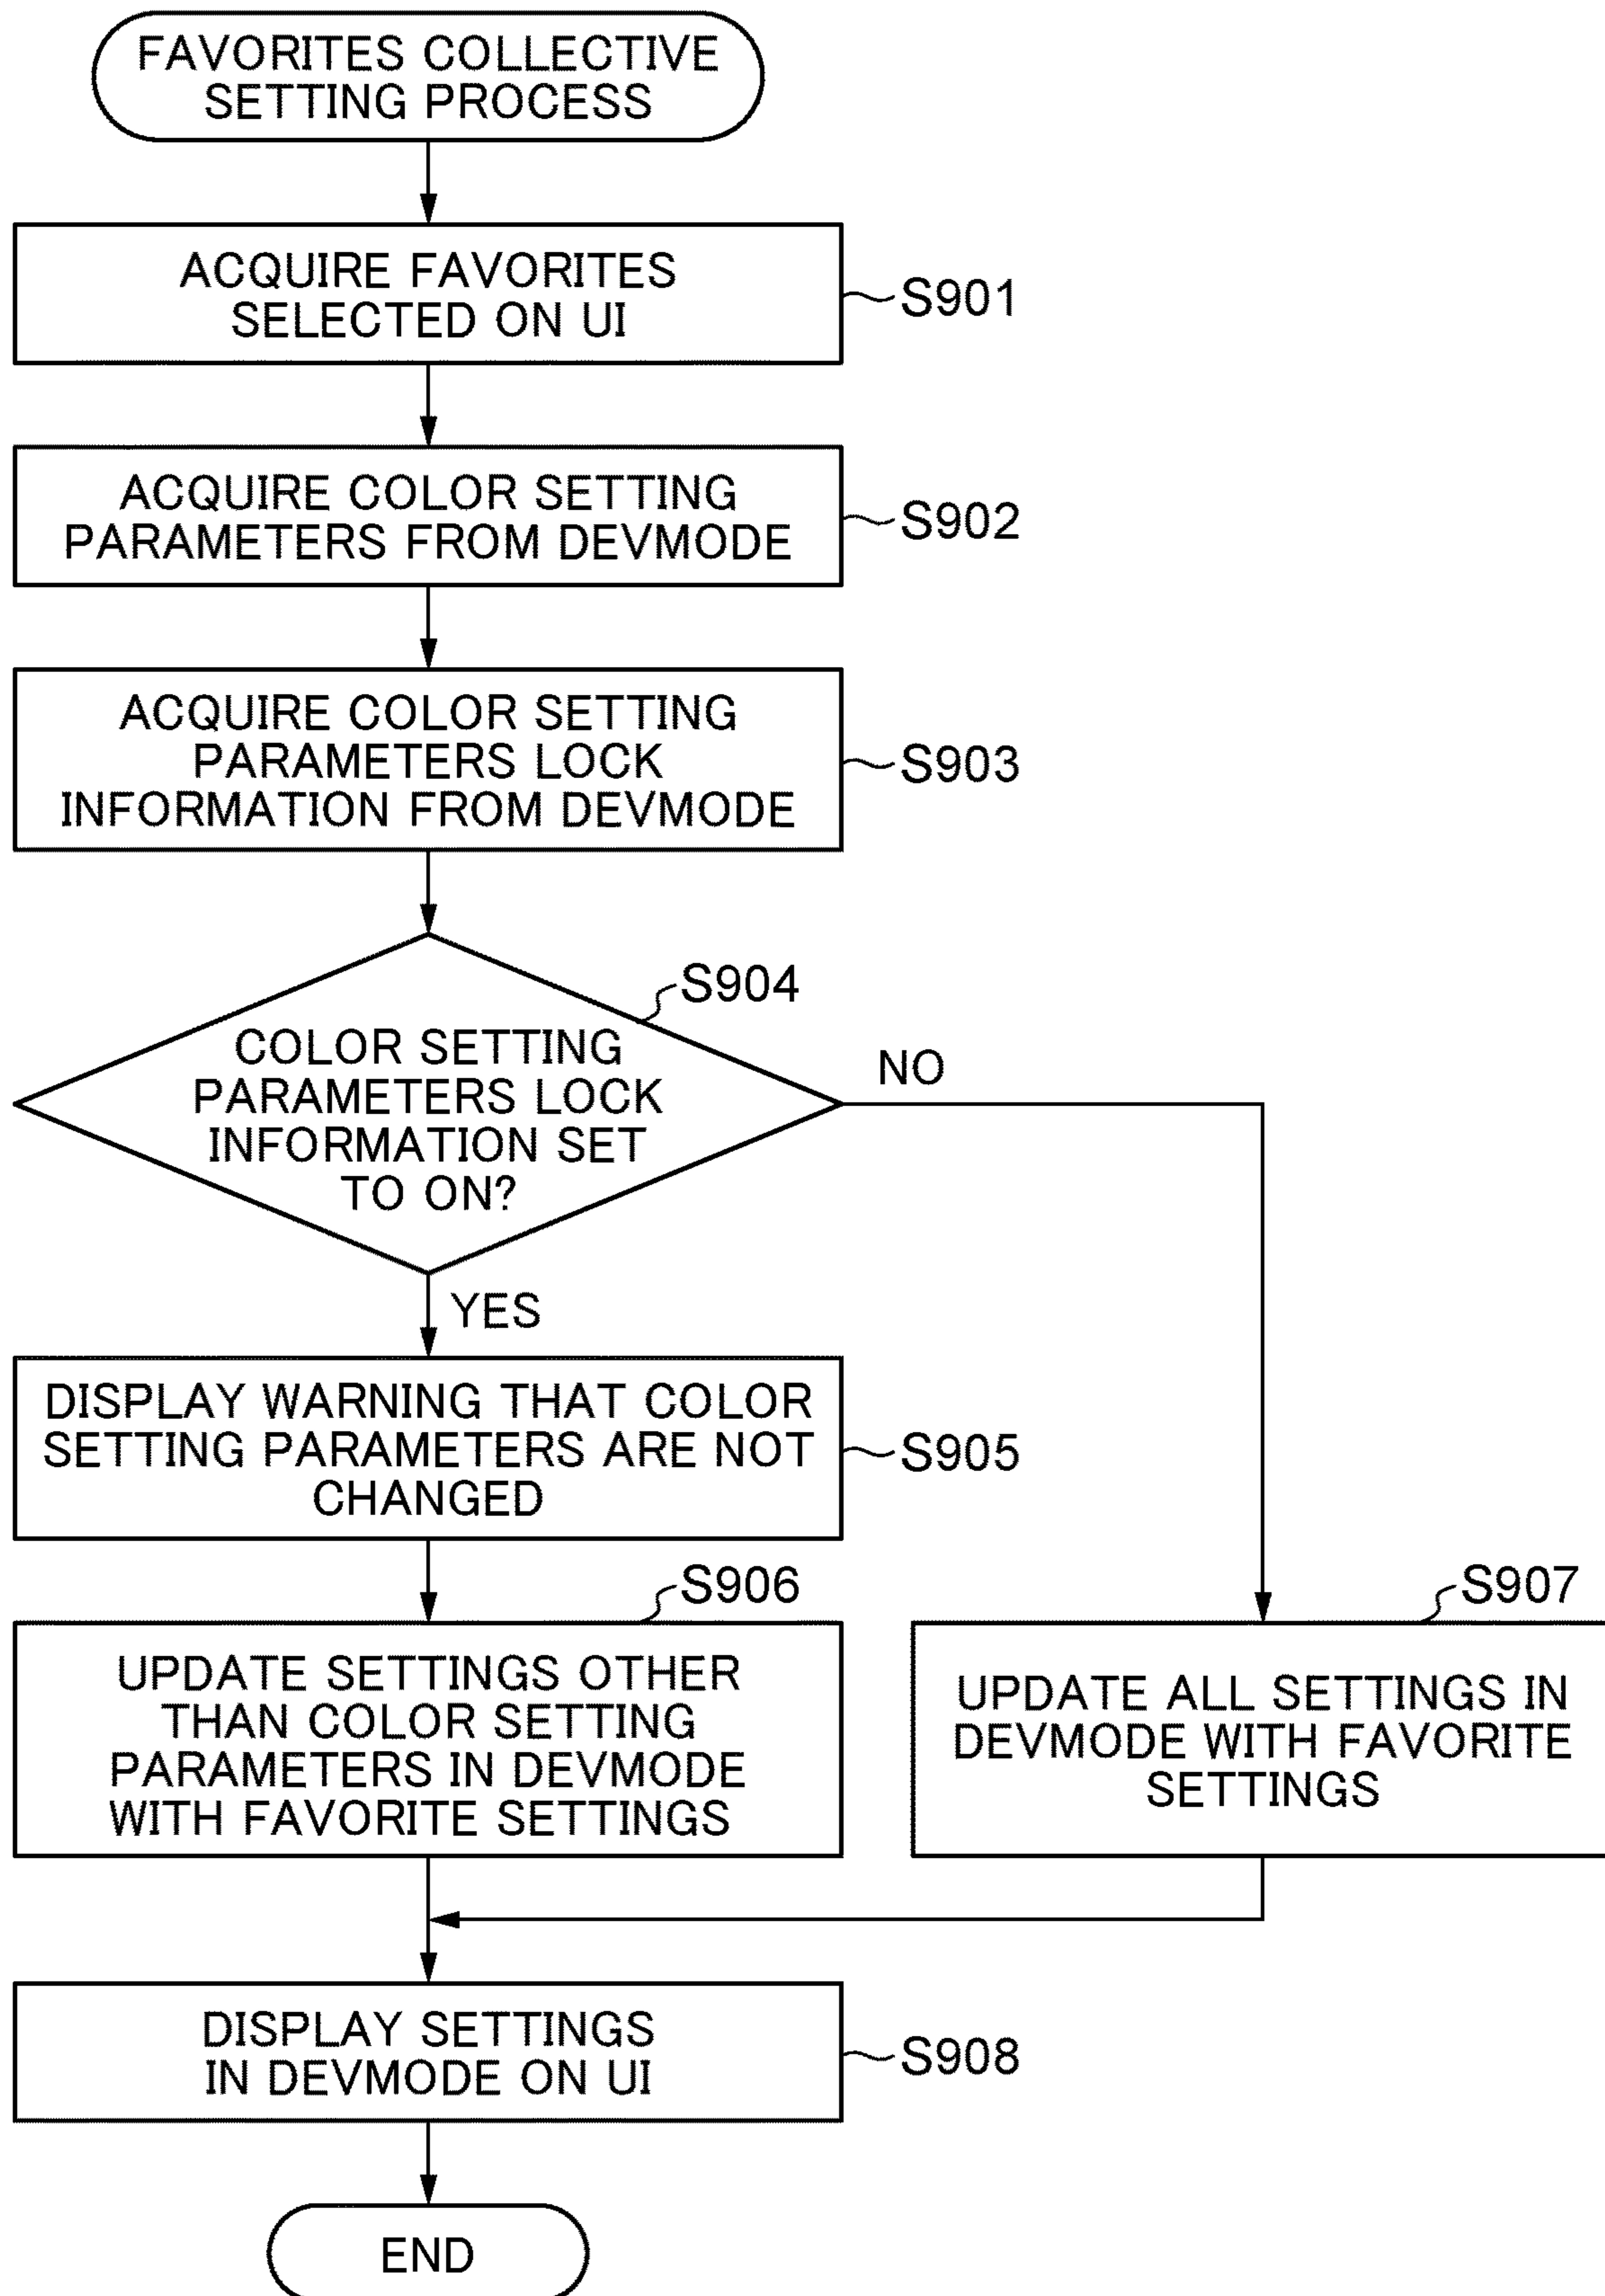 FAVORITES COLLECTIVE
SETTING PROCESS
ACQUIRE FAVORITES
SELECTED ON UI
S901
ACQUIRE COLOR SETTING
PARAMETERS FROM DEVMODE
S902
ACQUIRE COLOR SETTING
PARAMETERS LOCK
INFORMATION FROM DEVMODE
S903
S904
COLOR SETTING
PARAMETERS LOCK
INFORMATION SET
TO ON?
NO
YES
DISPLAY WARNING THAT COLOR
SETTING PARAMETERS ARE NOT
CHANGED
S905
S906
UPDATE SETTINGS OTHER
THAN COLOR SETTING
PARAMETERS IN DEVMODE
WITH FAVORITE SETTINGS
S907
UPDATE ALL SETTINGS IN
DEVMODE WITH FAVORITE
SETTINGS
DISPLAY SETTINGS
IN DEVMODE ON UI
S908
END